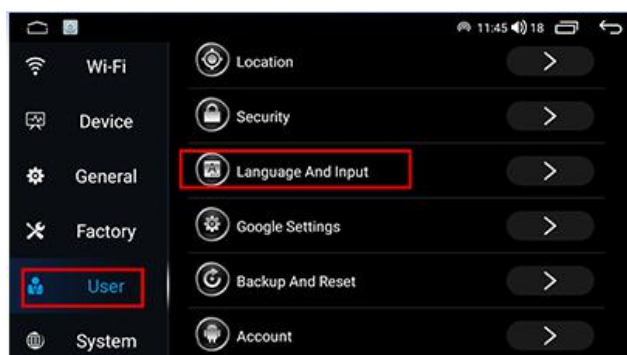 11:45 18
Wi-Fi
Location
Device
Security
General
Language And Input
Factory
Google Settings
User
Backup And Reset
System
Account